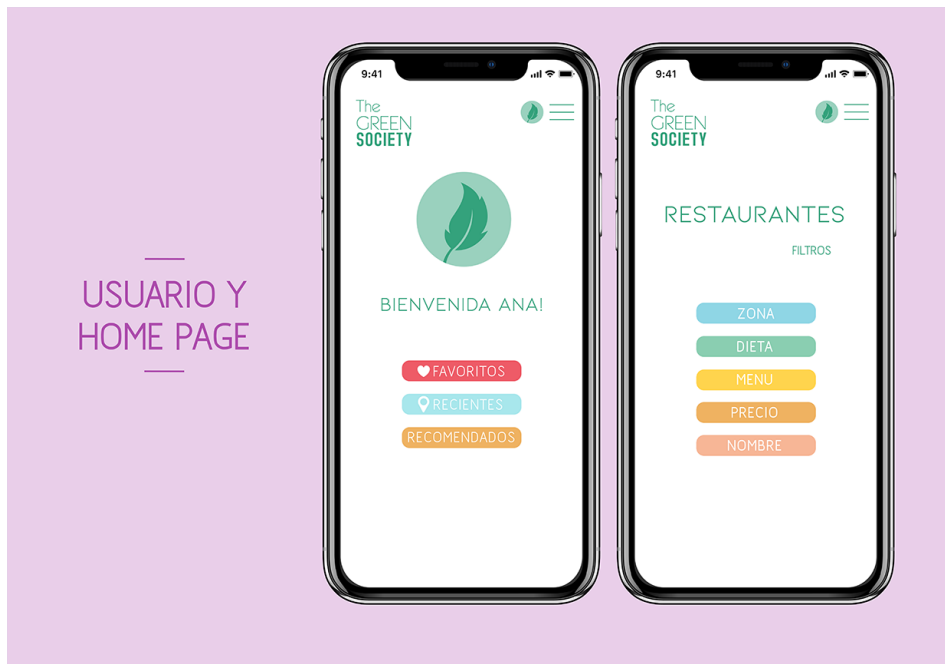 USUARIO Y
HOME PAGE
9:41
The
GREEN
SOCIETY
BIENVENIDA ANA!
FAVORITOS
RECIENTES
RECOMENDADOS
9:41
The
GREEN
SOCIETY
RESTAURANTES
FILTROS
ZONA
DIETA
MENU
PRECIO
NOMBRE